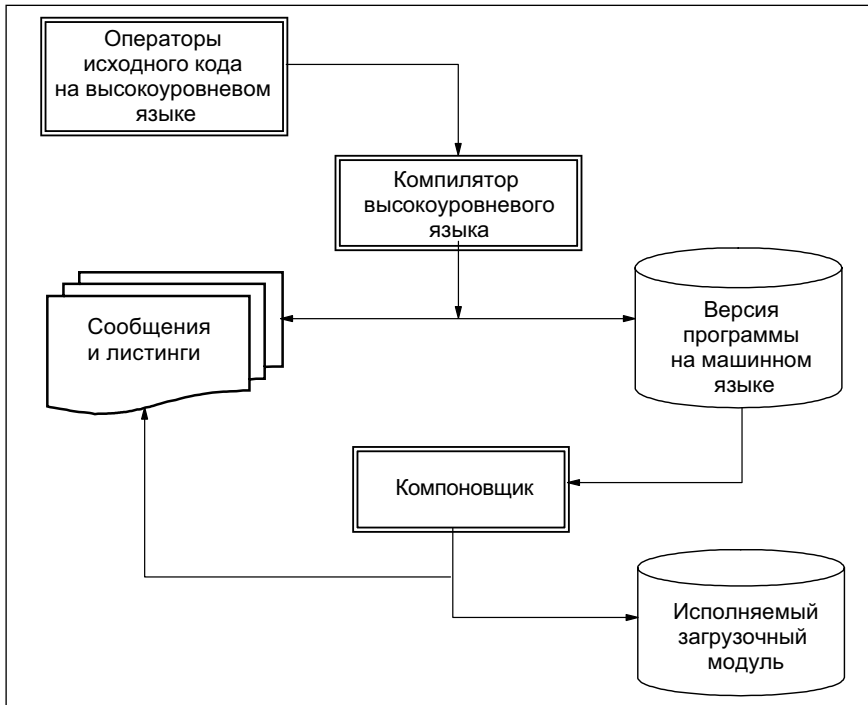 Операторы
исходного кода
на высокоуровневом
языке
Компилятор
высокоуровневого
языка
Сообщения
и листинги
Версия
программы
на машинном
языке
Компоновщик
Исполняемый
загрузочный
модуль